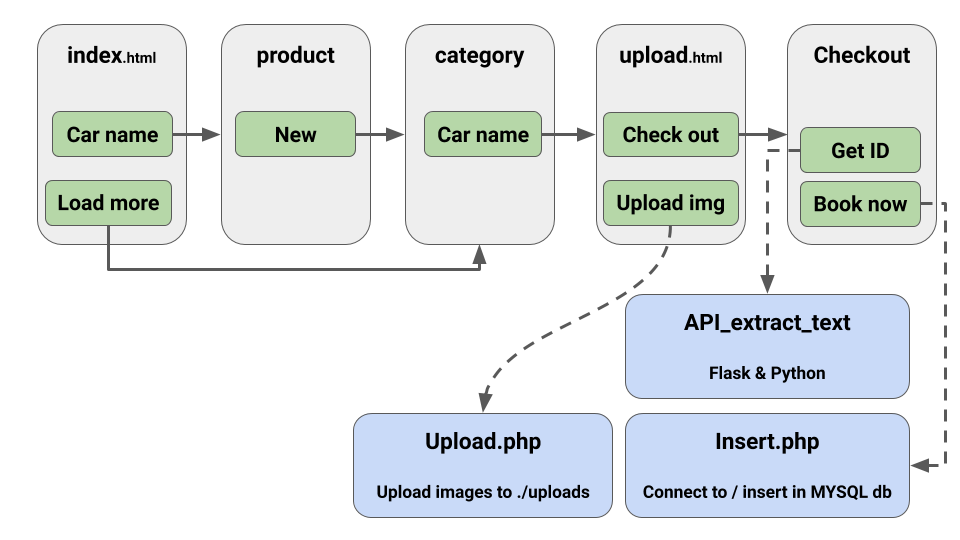 index.html
product
category
upload.html
Checkout
Car name
New
Car name
Check out
Get ID
Load more
Upload img
Book now
API_extract_text
Flask & Python
Upload.php
Upload images to ./uploads
Insert.php
Connect to / insert in MYSQL db